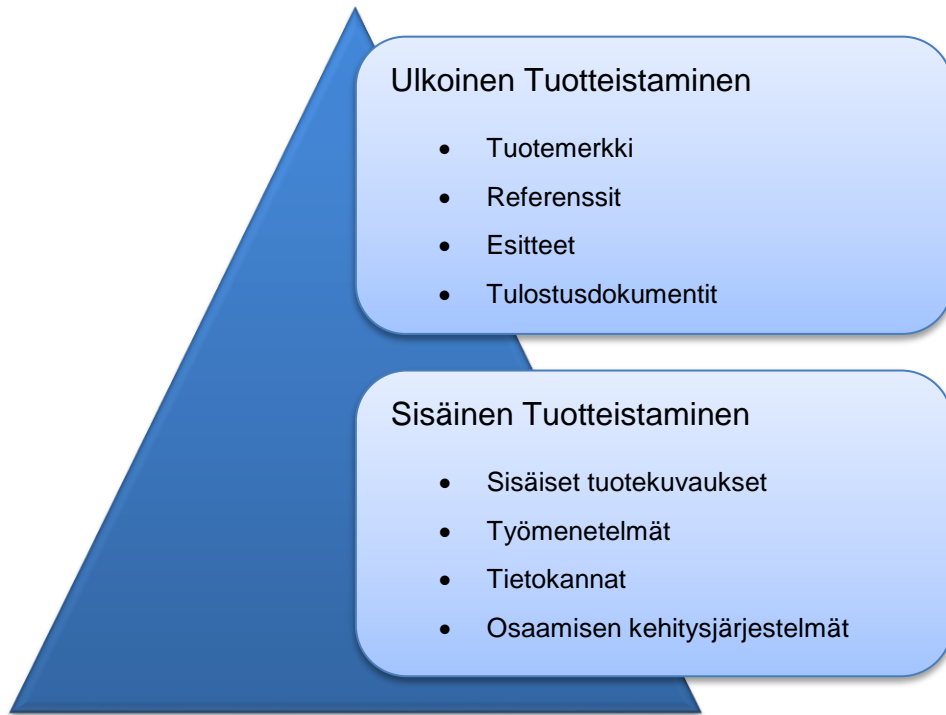 Ulkoinen Tuotteistaminen
• Tuotemerkki
• Referenssit
• Esitteet
• Tulostusdokumentit
Sisäinen Tuotteistaminen
• Sisäiset tuotekuvaukset
• Työmenetelmät
• Tietokannat
• Osaamisen kehitysjärjestelmät